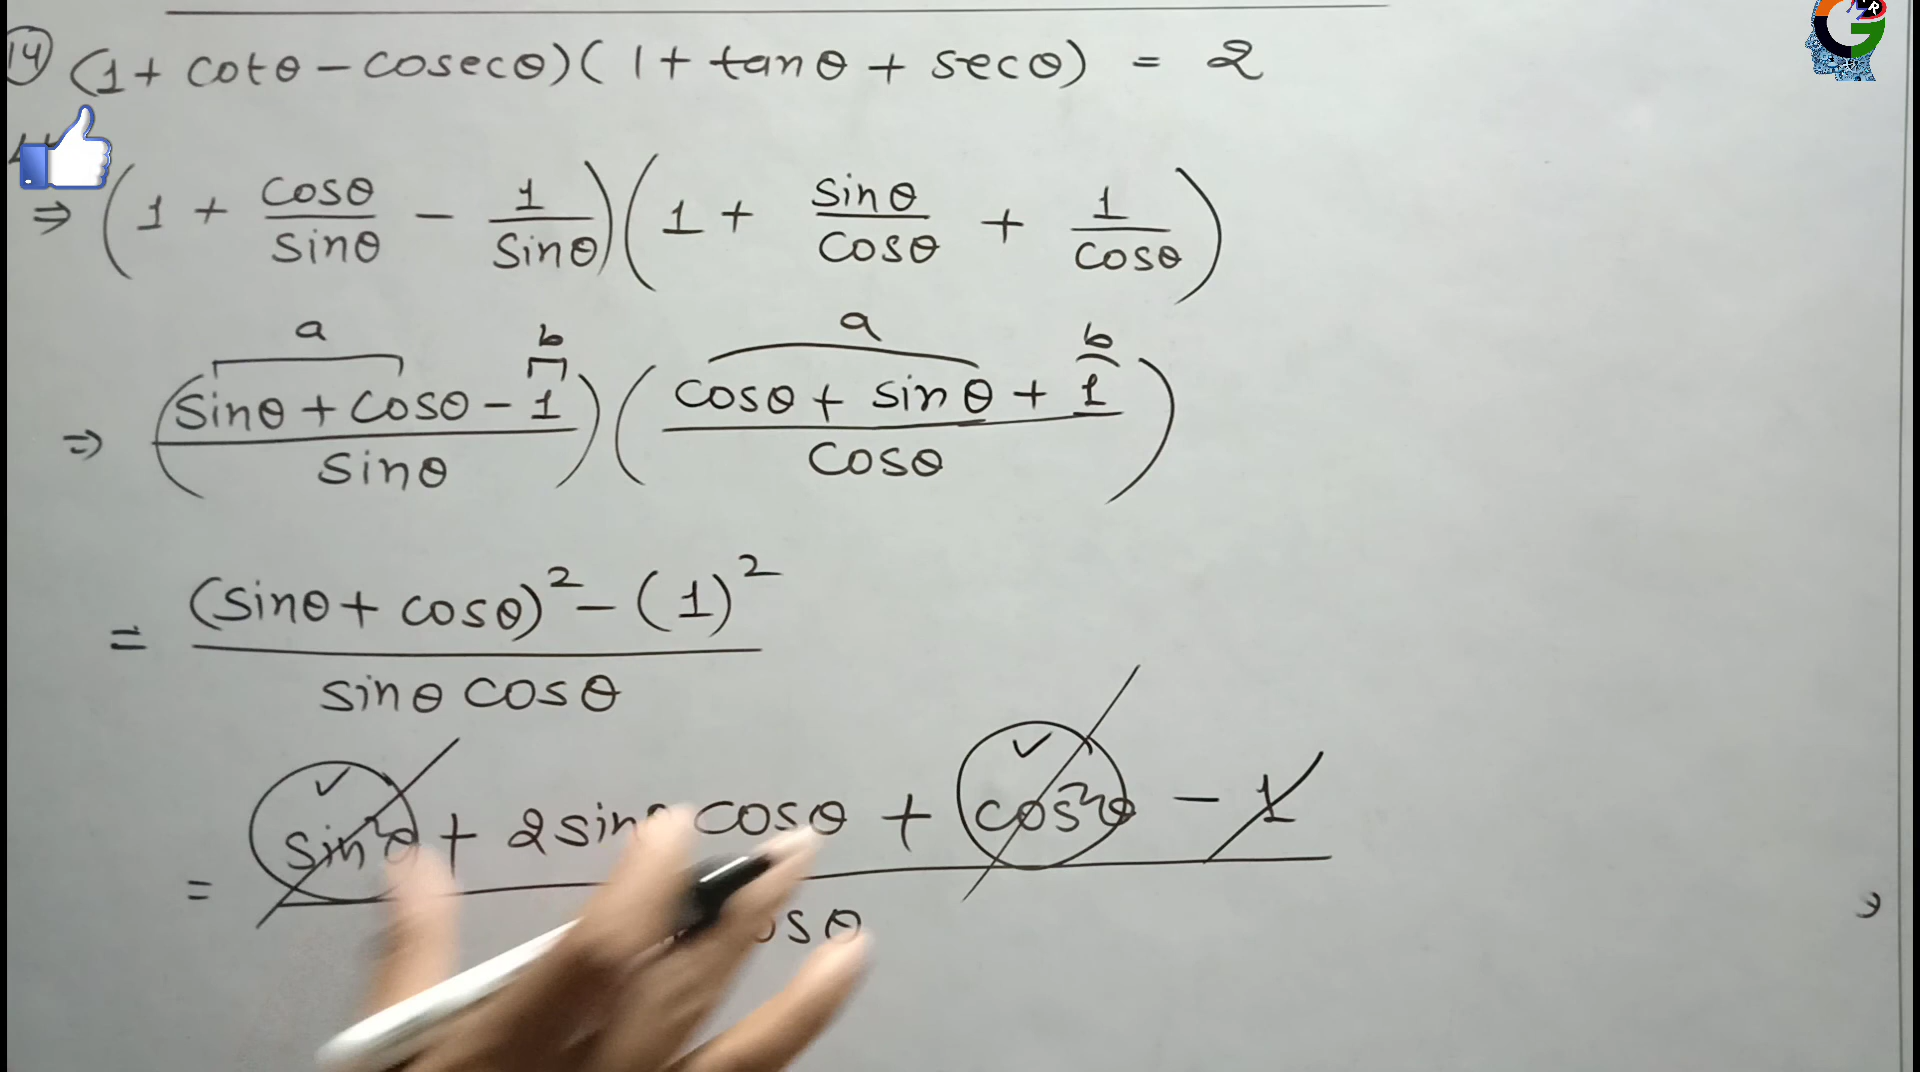 14 (1 + cotθ - cosecθ)(1 + tanθ + secθ) = 2
⇒ (1 + cosθ/sinθ - 1/sinθ)(1 + sinθ/cosθ + 1/cosθ)
a b a b
⇒ ((sinθ + cosθ - 1)/sinθ)((cosθ + sinθ + 1)/cosθ)
= ((sinθ + cosθ)² - (1)²)/(sinθ cosθ)
= sin²θ + 2sin cosθ + cos²θ - 1